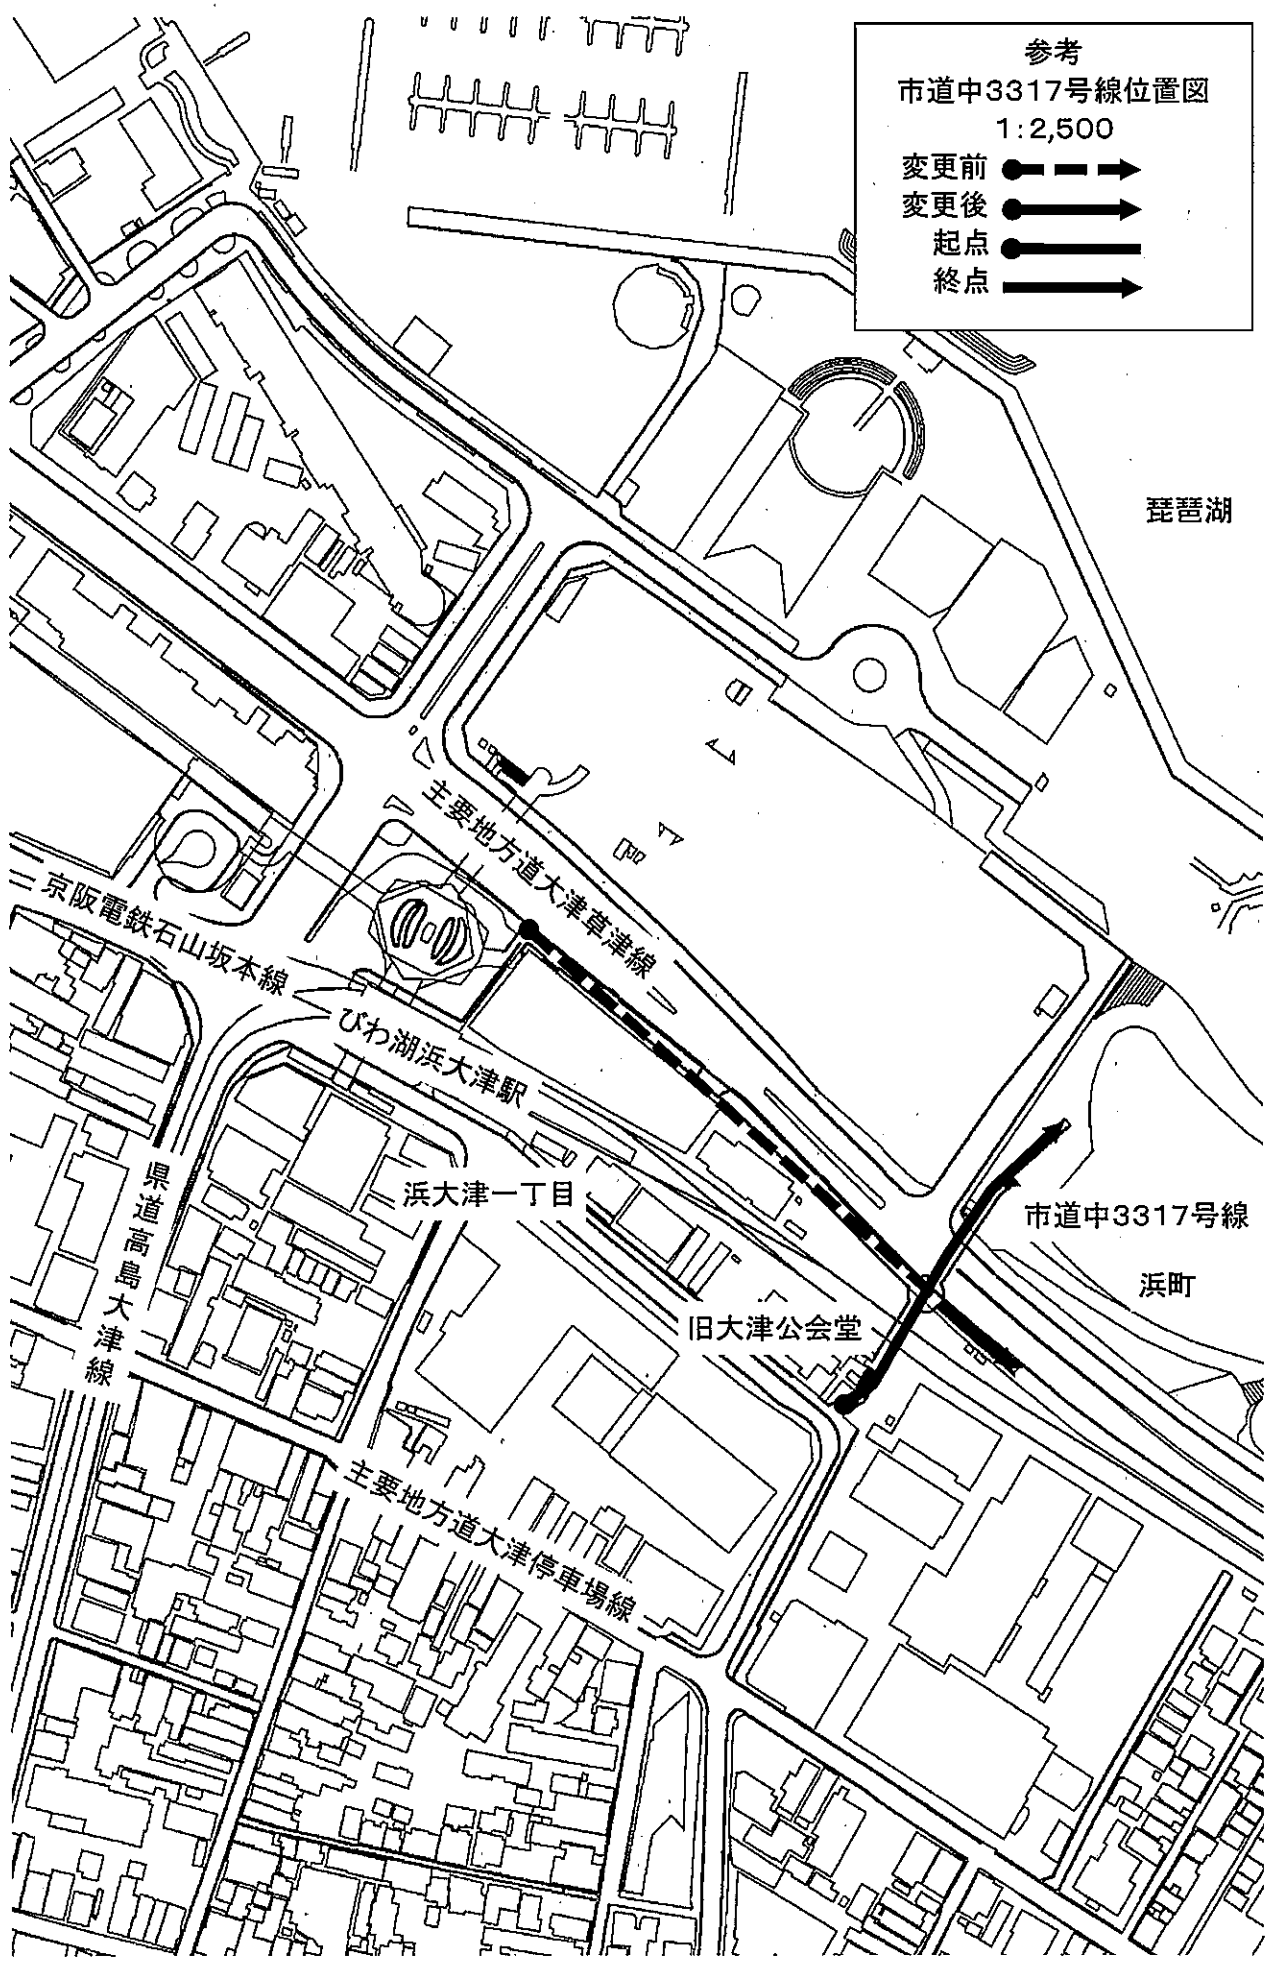 参考
市道中3317号線位置図
1:2,500
変更前
変更後
起点
終点
琵琶湖
主要地方道大津草津線
京阪電鉄石山坂本線
びわ湖浜大津駅
県道高島大津線
浜大津一丁目
市道中3317号線
浜町
旧大津公会堂
主要地方道大津停車場線